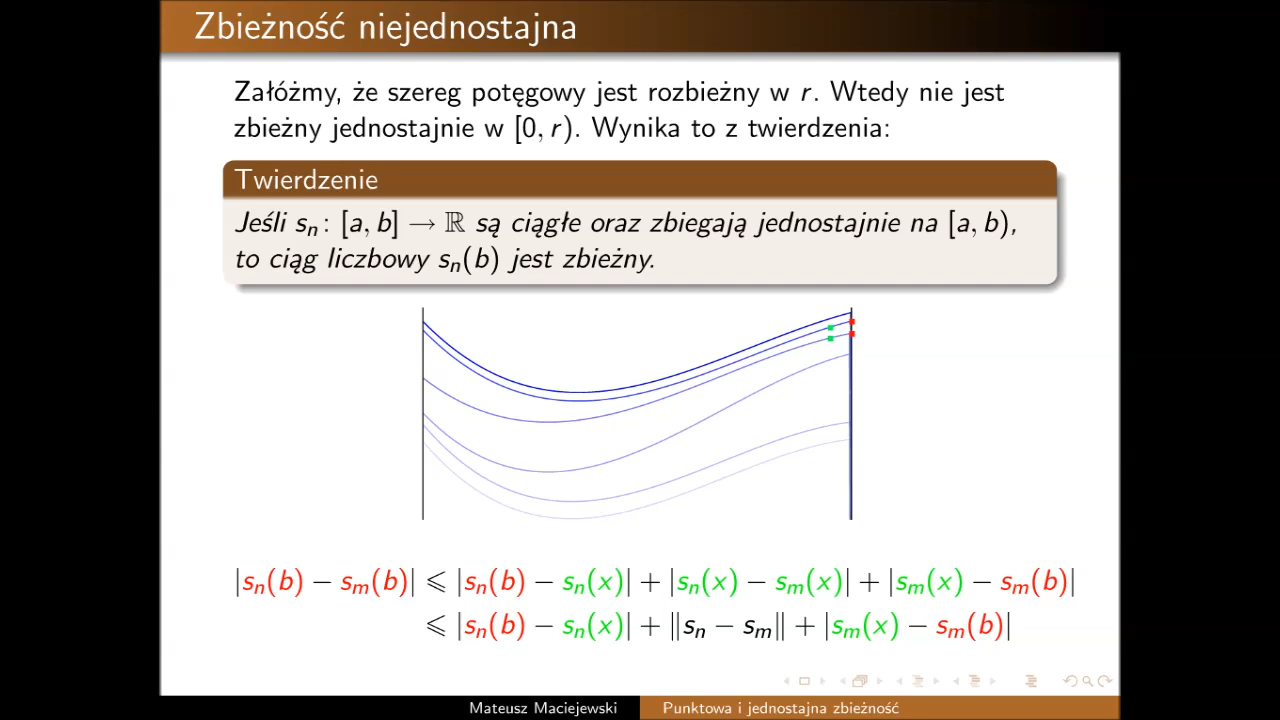 Zbieżność niejednostajna
Załóżmy, że szereg potęgowy jest rozbieżny w r. Wtedy nie jest
zbieżny jednostajnie w [0, r). Wynika to z twierdzenia:
Twierdzenie
Jeśli sₙ : [a, b] → ℝ są ciągłe oraz zbiegają jednostajnie na [a, b),
to ciąg liczbowy sₙ(b) jest zbieżny.
|sₙ(b) − sₘ(b)| ⩽ |sₙ(b) − sₙ(x)| + |sₙ(x) − sₘ(x)| + |sₘ(x) − sₘ(b)|
⩽ |sₙ(b) − sₙ(x)| + ‖sₙ − sₘ‖ + |sₘ(x) − sₘ(b)|
Mateusz Maciejewski Punktowa i jednostajna zbieżność